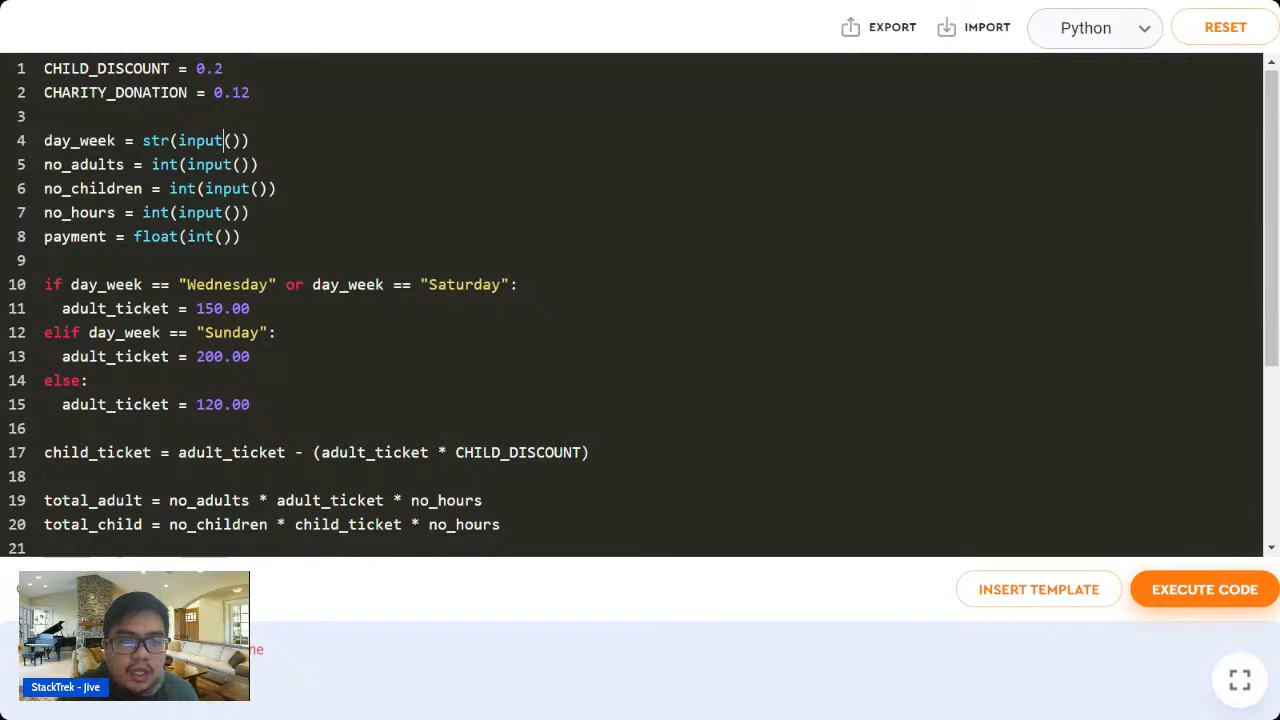 EXPORT IMPORT Python RESET
1 CHILD_DISCOUNT = 0.2
2 CHARITY_DONATION = 0.12
3
4 day_week = str(input())
5 no_adults = int(input())
6 no_children = int(input())
7 no_hours = int(input())
8 payment = float(int())
9
10 if day_week == "Wednesday" or day_week == "Saturday":
11 adult_ticket = 150.00
12 elif day_week == "Sunday":
13 adult_ticket = 200.00
14 else:
15 adult_ticket = 120.00
16
17 child_ticket = adult_ticket - (adult_ticket * CHILD_DISCOUNT)
18
19 total_adult = no_adults * adult_ticket * no_hours
20 total_child = no_children * child_ticket * no_hours
21
INSERT TEMPLATE EXECUTE CODE
ne
StackTrek - Jive